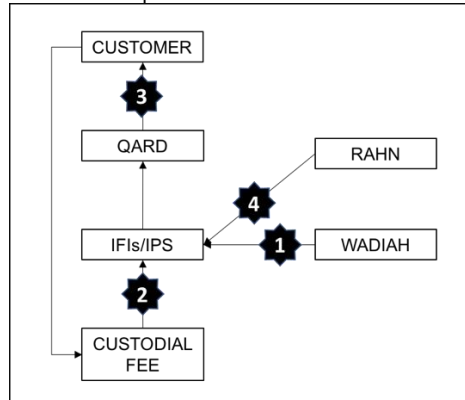 CUSTOMER
3
QARD
RAHN
4
IFIs/IPS
1
WADIAH
2
CUSTODIAL
FEE